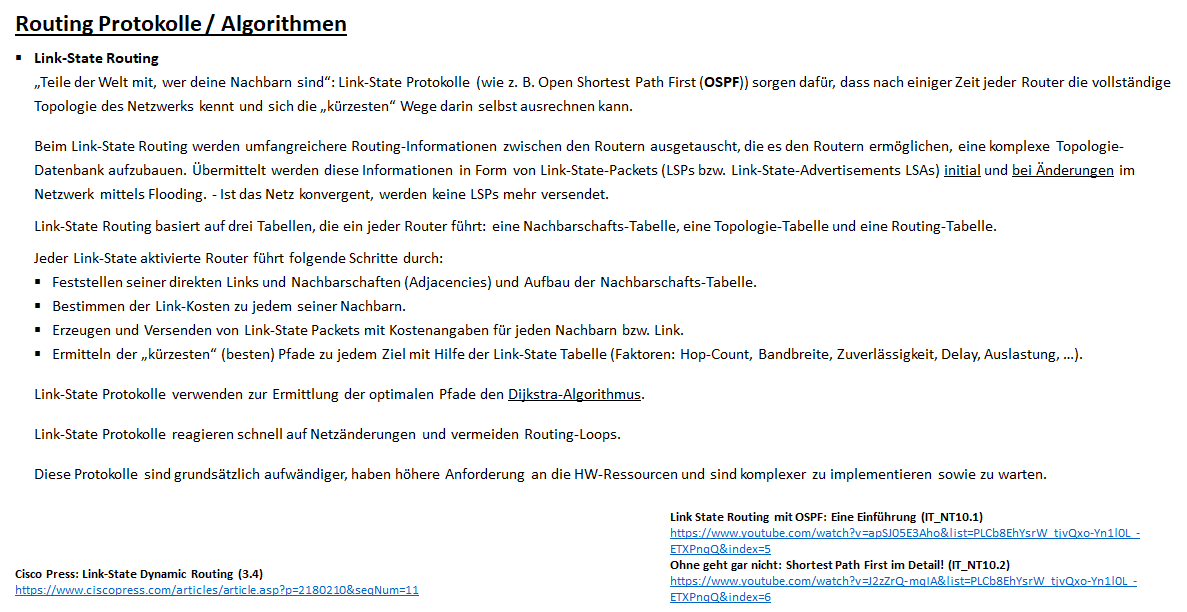 Routing Protokolle / Algorithmen
▪ Link-State Routing
„Teile der Welt mit, wer deine Nachbarn sind“: Link-State Protokolle (wie z. B. Open Shortest Path First (OSPF)) sorgen dafür, dass nach einiger Zeit jeder Router die vollständige
Topologie des Netzwerks kennt und sich die „kürzesten“ Wege darin selbst ausrechnen kann.
Beim Link-State Routing werden umfangreichere Routing-Informationen zwischen den Routern ausgetauscht, die es den Routern ermöglichen, eine komplexe Topologie-
Datenbank aufzubauen. Übermittelt werden diese Informationen in Form von Link-State-Packets (LSPs bzw. Link-State-Advertisements LSAs) initial und bei Änderungen im
Netzwerk mittels Flooding. - Ist das Netz konvergent, werden keine LSPs mehr versendet.
Link-State Routing basiert auf drei Tabellen, die ein jeder Router führt: eine Nachbarschafts-Tabelle, eine Topologie-Tabelle und eine Routing-Tabelle.
Jeder Link-State aktivierte Router führt folgende Schritte durch:
▪ Feststellen seiner direkten Links und Nachbarschaften (Adjacencies) und Aufbau der Nachbarschafts-Tabelle.
▪ Bestimmen der Link-Kosten zu jedem seiner Nachbarn.
▪ Erzeugen und Versenden von Link-State Packets mit Kostenangaben für jeden Nachbarn bzw. Link.
▪ Ermitteln der „kürzesten“ (besten) Pfade zu jedem Ziel mit Hilfe der Link-State Tabelle (Faktoren: Hop-Count, Bandbreite, Zuverlässigkeit, Delay, Auslastung, …).
Link-State Protokolle verwenden zur Ermittlung der optimalen Pfade den Dijkstra-Algorithmus.
Link-State Protokolle reagieren schnell auf Netzänderungen und vermeiden Routing-Loops.
Diese Protokolle sind grundsätzlich aufwändiger, haben höhere Anforderung an die HW-Ressourcen und sind komplexer zu implementieren sowie zu warten.
Link State Routing mit OSPF: Eine Einführung (IT_NT10.1)
https://www.youtube.com/watch?v=apSJ05E3Aho&list=PLCb8EhYsrW_tjvQxo-Yn1l0L_-
ETXPnqQ&index=5
Ohne geht gar nicht: Shortest Path First im Detail! (IT_NT10.2)
https://www.youtube.com/watch?v=J2zZrQ-mqIA&list=PLCb8EhYsrW_tjvQxo-Yn1l0L_-
ETXPnqQ&index=6
Cisco Press: Link-State Dynamic Routing (3.4)
https://www.ciscopress.com/articles/article.asp?p=2180210&seqNum=11